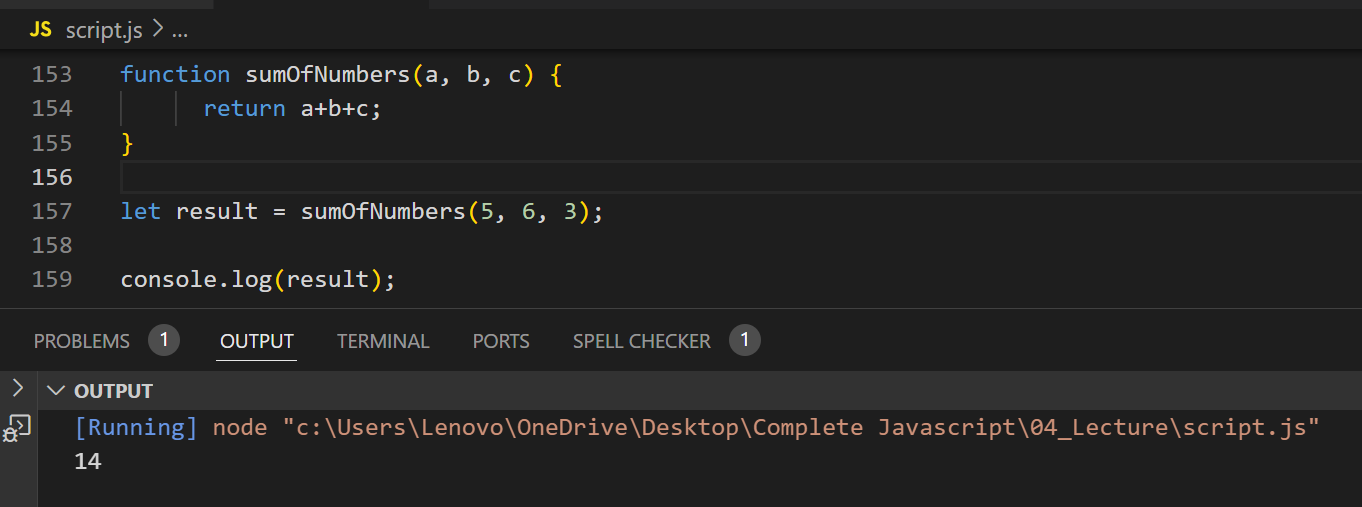 JS script.js > ...
153 function sumOfNumbers(a, b, c) {
154 return a+b+c;
155 }
156
157 let result = sumOfNumbers(5, 6, 3);
158
159 console.log(result);
PROBLEMS 1 OUTPUT TERMINAL PORTS SPELL CHECKER 1
OUTPUT
[Running] node "c:\Users\Lenovo\OneDrive\Desktop\Complete Javascript\04_Lecture\script.js"
14